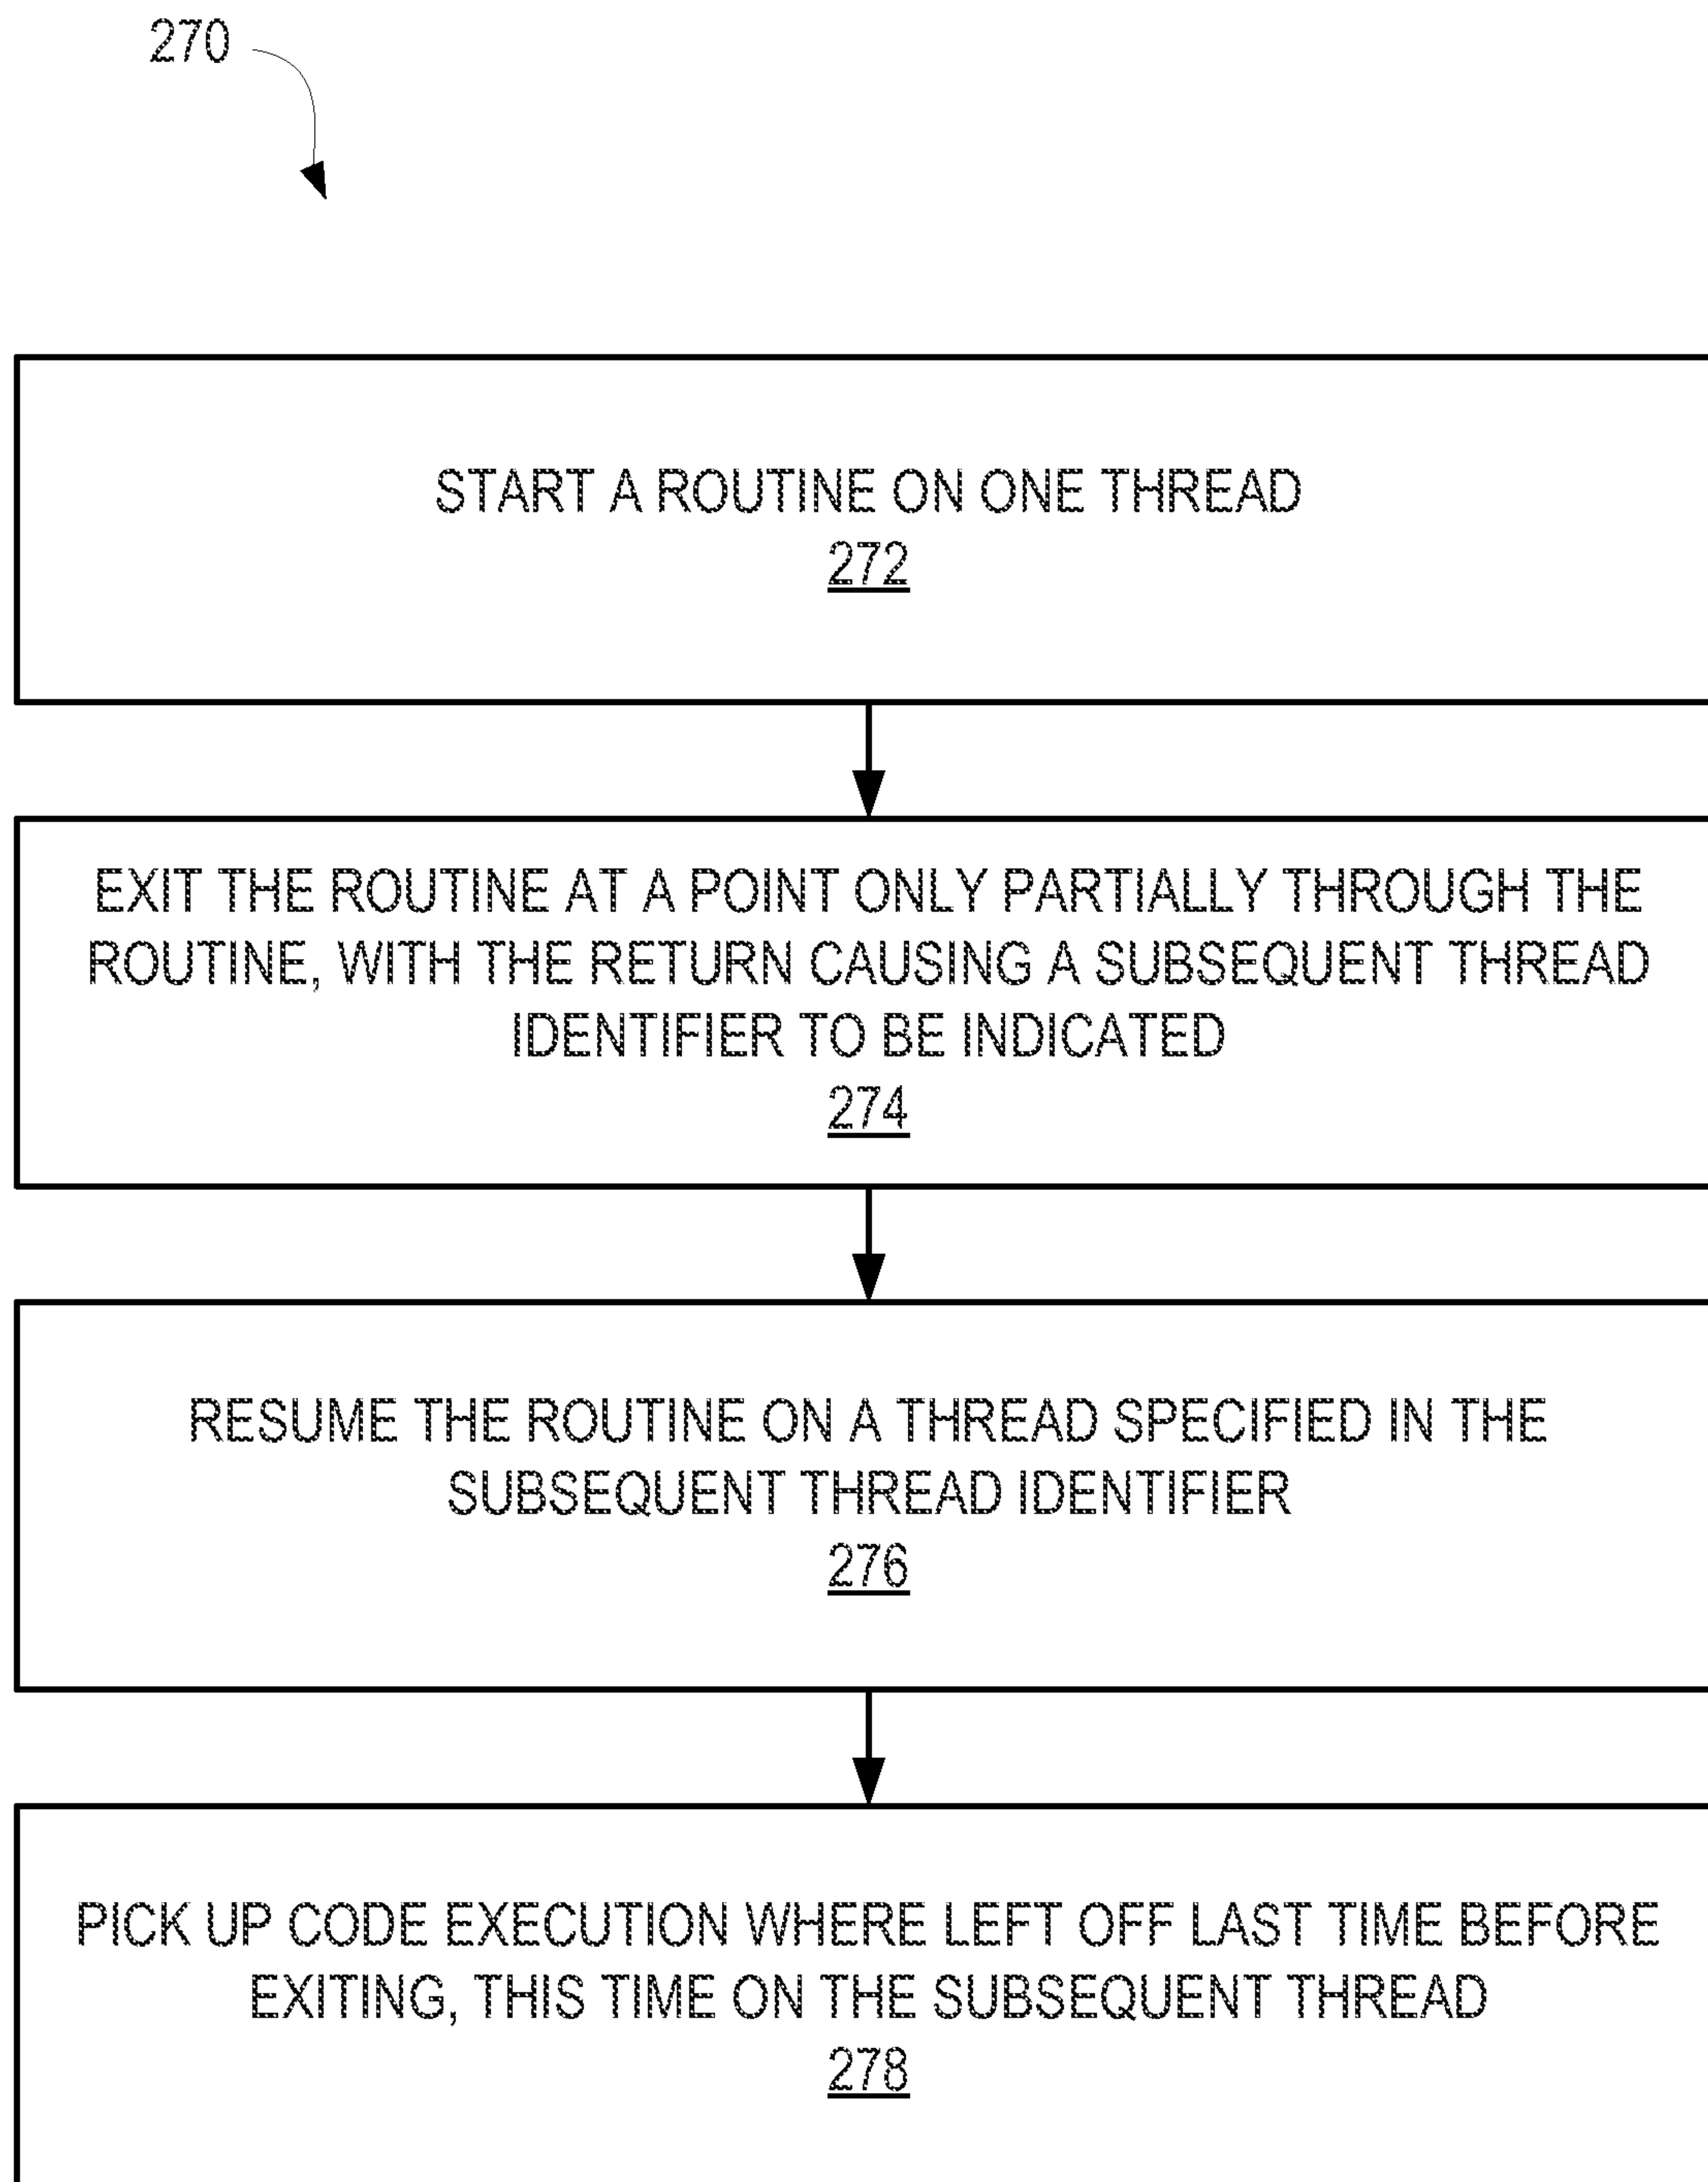 270
START A ROUTINE ON ONE THREAD
272
EXIT THE ROUTINE AT A POINT ONLY PARTIALLY THROUGH THE
ROUTINE, WITH THE RETURN CAUSING A SUBSEQUENT THREAD
IDENTIFIER TO BE INDICATED
274
RESUME THE ROUTINE ON A THREAD SPECIFIED IN THE
SUBSEQUENT THREAD IDENTIFIER
276
PICK UP CODE EXECUTION WHERE LEFT OFF LAST TIME BEFORE
EXITING, THIS TIME ON THE SUBSEQUENT THREAD
278